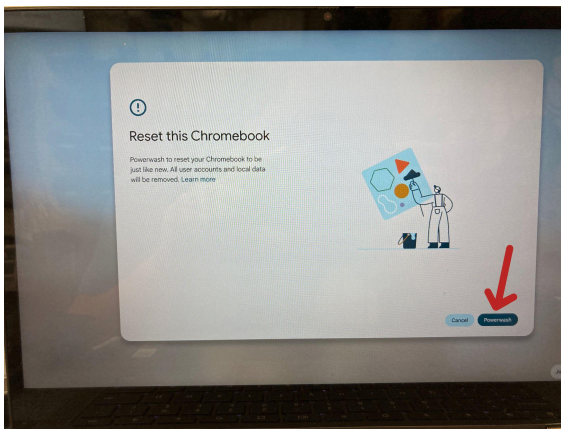 Reset this Chromebook
Powerwash to reset your Chromebook to be
just like new. All user accounts and local data
will be removed. Learn more
Cancel
Powerwash